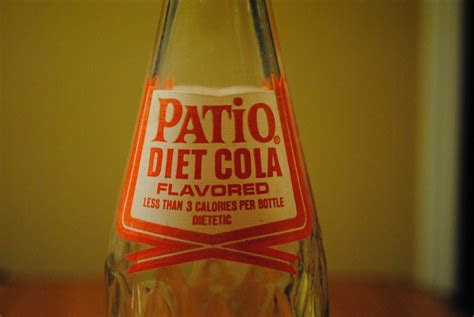 PATiO®
DIET COLA
FLAVORED
LESS THAN 3 CALORIES PER BOTTLE
DIETETIC